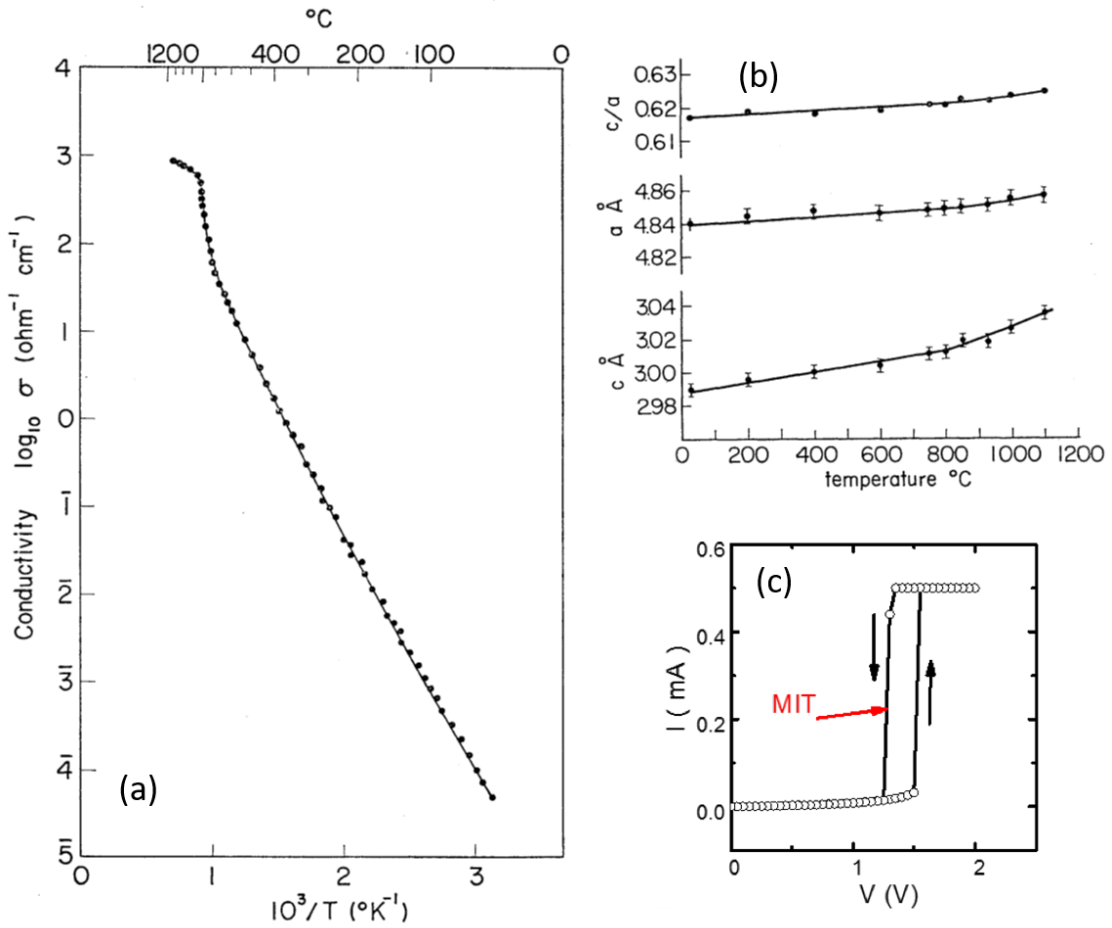 °C
1200 400 200 100 0
4
3
2
1
0
1̄
2̄
3̄
4̄
5̄
Conductivity log₁₀ σ (ohm⁻¹ cm⁻¹)
(a)
0 1 2 3
10³/T (°K⁻¹)
(b)
0.63
0.62
0.61
c/a
4.86
4.84
4.82
a Å
3.04
3.02
3.00
2.98
c Å
0 200 400 600 800 1000 1200
temperature °C
(c)
0.6
0.4
0.2
0.0
I ( mA )
MIT
0 1 2
V (V)